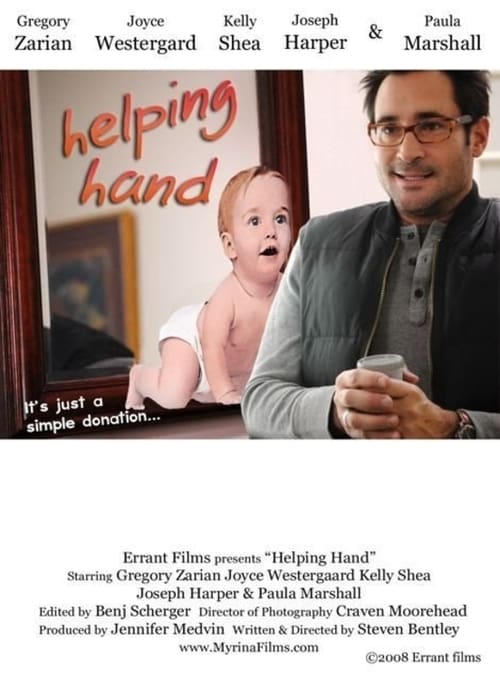 Gregory Zarian Joyce Westergard Kelly Shea Joseph Harper & Paula Marshall
helping
hand
It's just a
simple donation...
Errant Films presents "Helping Hand"
Starring Gregory Zarian Joyce Westergaard Kelly Shea
Joseph Harper & Paula Marshall
Edited by Benj Scherger Director of Photography Craven Moorehead
Produced by Jennifer Medvin Written & Directed by Steven Bentley
www.MyrinaFilms.com
©2008 Errant films